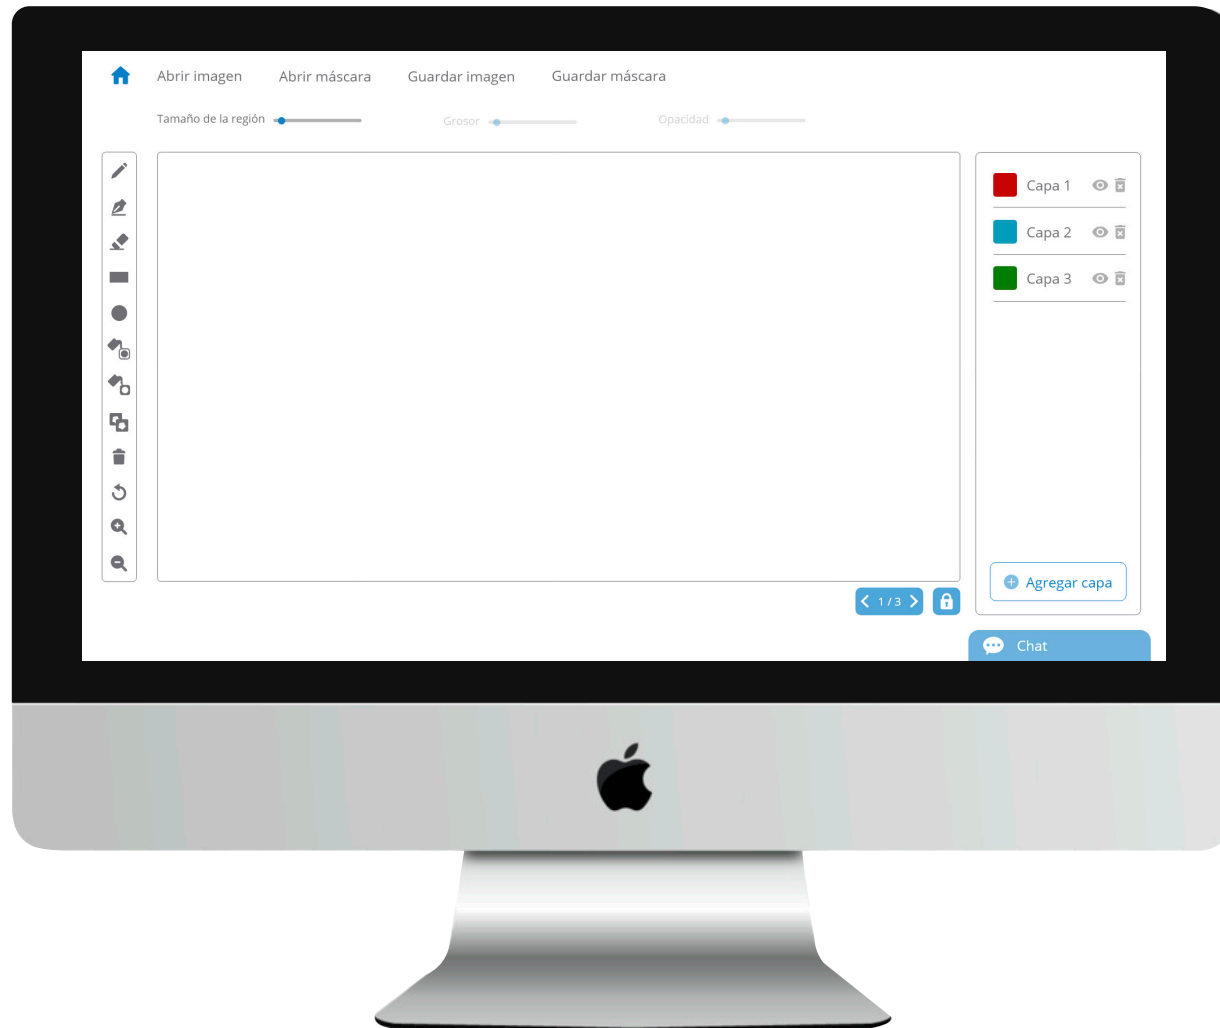 Abrir imagen Abrir máscara Guardar imagen Guardar máscara
Tamaño de la región Grosor Opacidad
Capa 1
Capa 2
Capa 3
Agregar capa
1 / 3
Chat